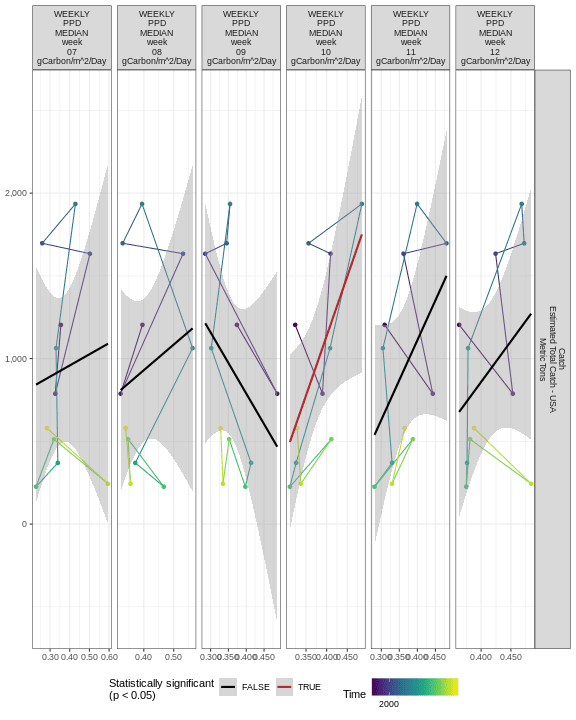 WEEKLY
PPD
MEDIAN
week
07
gCarbon/m^2/Day
WEEKLY
PPD
MEDIAN
week
08
gCarbon/m^2/Day
WEEKLY
PPD
MEDIAN
week
09
gCarbon/m^2/Day
WEEKLY
PPD
MEDIAN
week
10
gCarbon/m^2/Day
WEEKLY
PPD
MEDIAN
week
11
gCarbon/m^2/Day
WEEKLY
PPD
MEDIAN
week
12
gCarbon/m^2/Day
2,000
1,000
0
Catch
Estimated Total Catch - USA
Metric Tons
0.30 0.40 0.50 0.60
0.40 0.50
0.300 0.350 0.400 0.450
0.350 0.400 0.450
0.300 0.350 0.400 0.450
0.400 0.450
Statistically significant
(p < 0.05)
FALSE
TRUE
Time
2000